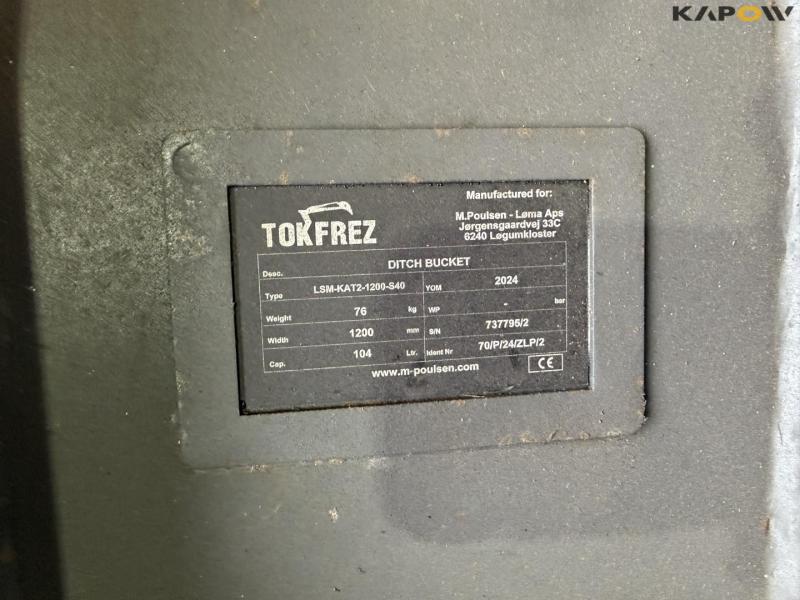 KAPOW
TOKFREZ
Manufactured for:
M.Poulsen - Løma Aps
Jørgensgaardvej 33C
6240 Løgumkloster
Desc. DITCH BUCKET
Type LSM-KAT2-1200-S40 YOM 2024
Weight 76 kg WP - bar
Width 1200 mm S/N 737795/2
Cap. 104 Ltr. Ident Nr 70/P/24/ZLP/2
www.m-poulsen.com CE